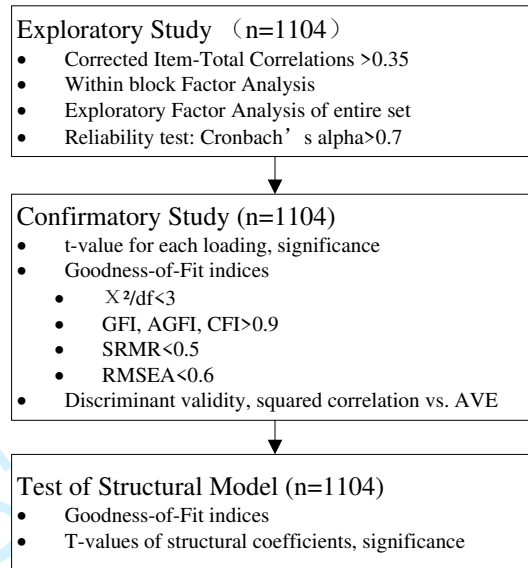 Exploratory Study （n=1104）
• Corrected Item-Total Correlations >0.35
• Within block Factor Analysis
• Exploratory Factor Analysis of entire set
• Reliability test: Cronbach’s alpha>0.7
Confirmatory Study (n=1104)
• t-value for each loading, significance
• Goodness-of-Fit indices
• Χ²/df<3
• GFI, AGFI, CFI>0.9
• SRMR<0.5
• RMSEA<0.6
• Discriminant validity, squared correlation vs. AVE
Test of Structural Model (n=1104)
• Goodness-of-Fit indices
• T-values of structural coefficients, significance